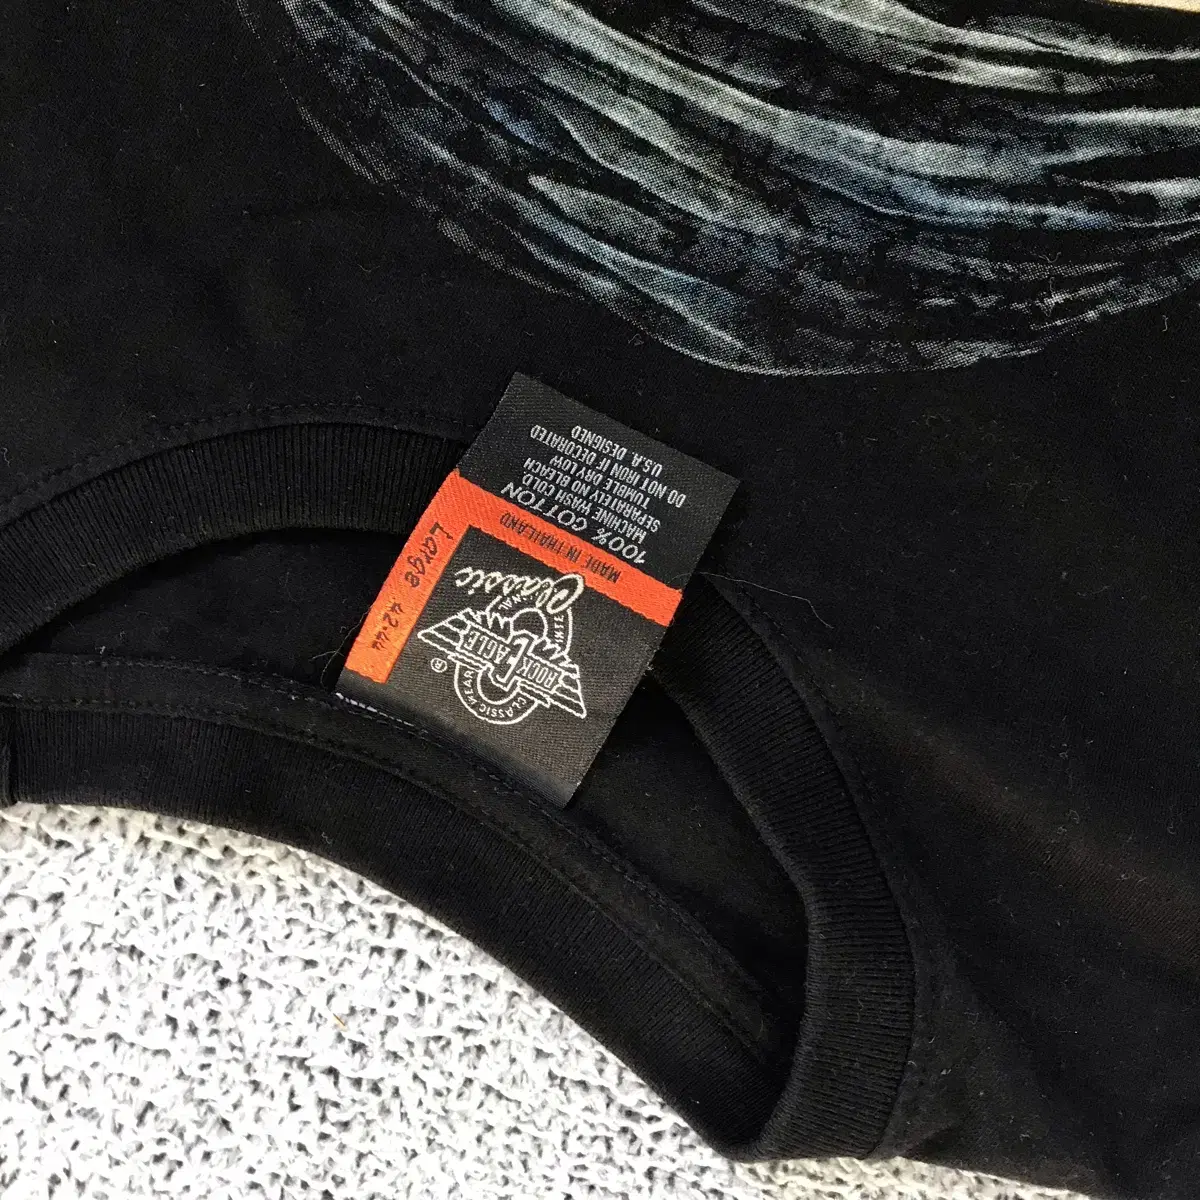 CLASSIC WEAR
ROCK EAGLE
®
Classic
Large 42.44
MADE IN THAILAND
100% COTTON
MACHINE WASH COLD
SEPARATELY NO BLEACH
TUMBLE DRY LOW
DO NOT IRON IF DECORATED
U.S.A. DESIGNED